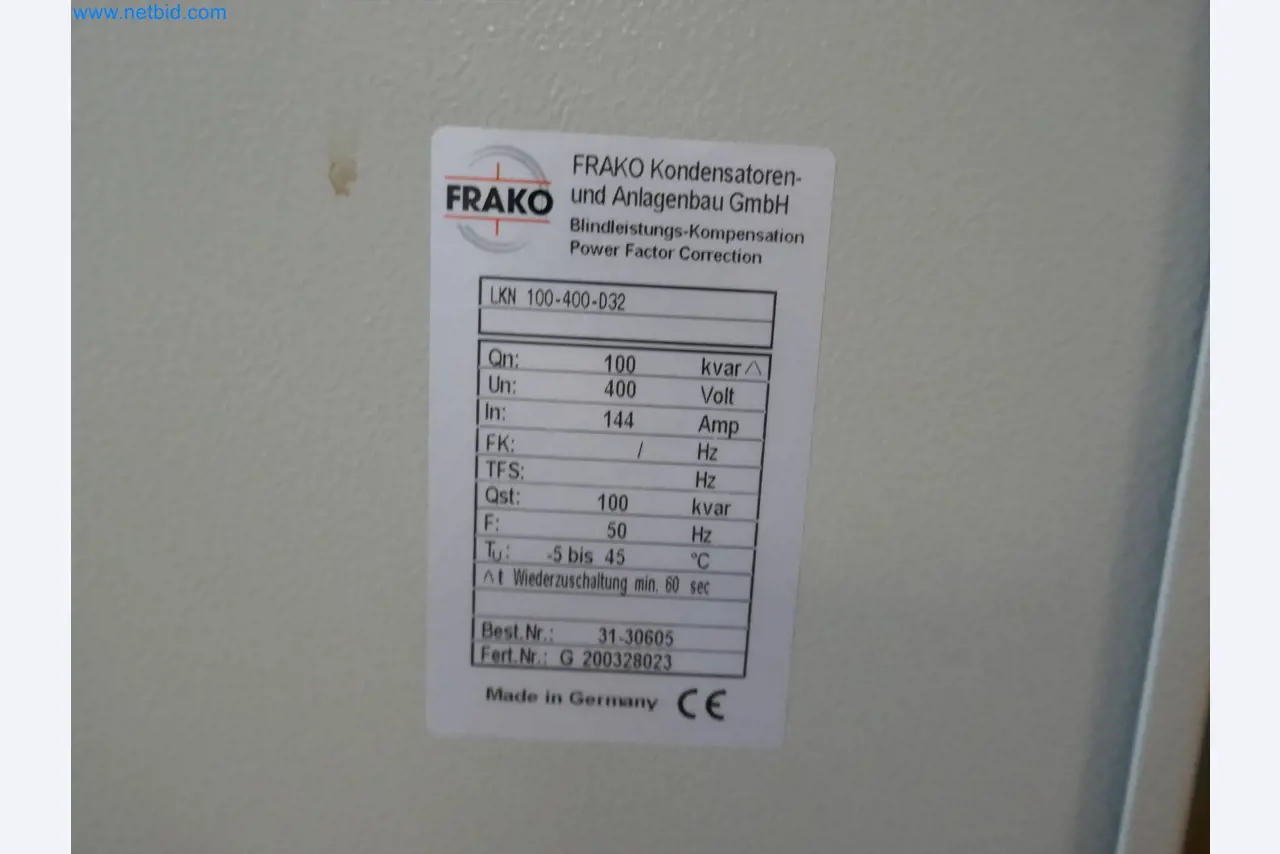 www.netbid.com
FRAKO
FRAKO Kondensatoren-
und Anlagenbau GmbH
Blindleistungs-Kompensation
Power Factor Correction
LKN 100-400-D32
Qn: 100 kvar △
Un: 400 Volt
In: 144 Amp
FK: / Hz
TFS: Hz
Qst: 100 kvar
F: 50 Hz
TU: -5 bis 45 °C
△ t Wiederzuschaltung min. 60 sec
Best.Nr.: 31-30605
Fert.Nr.: G 200328023
Made in Germany CE